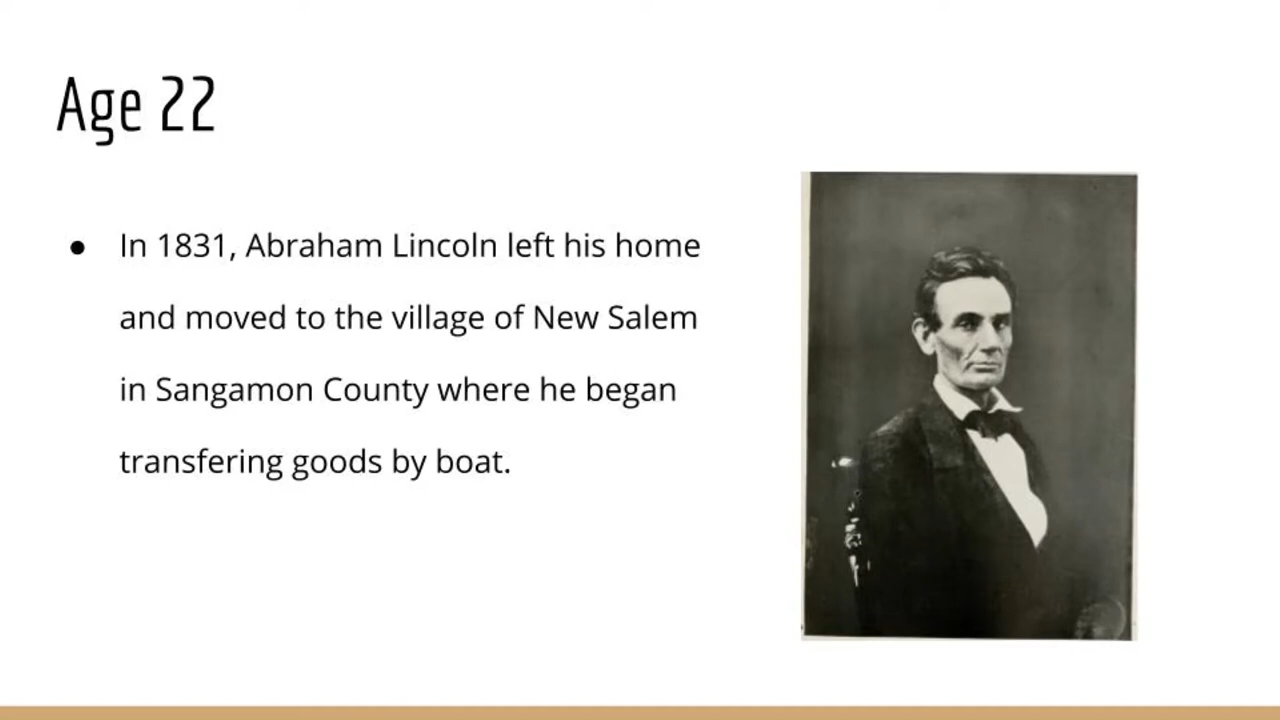 Age 22
● In 1831, Abraham Lincoln left his home
and moved to the village of New Salem
in Sangamon County where he began
transfering goods by boat.